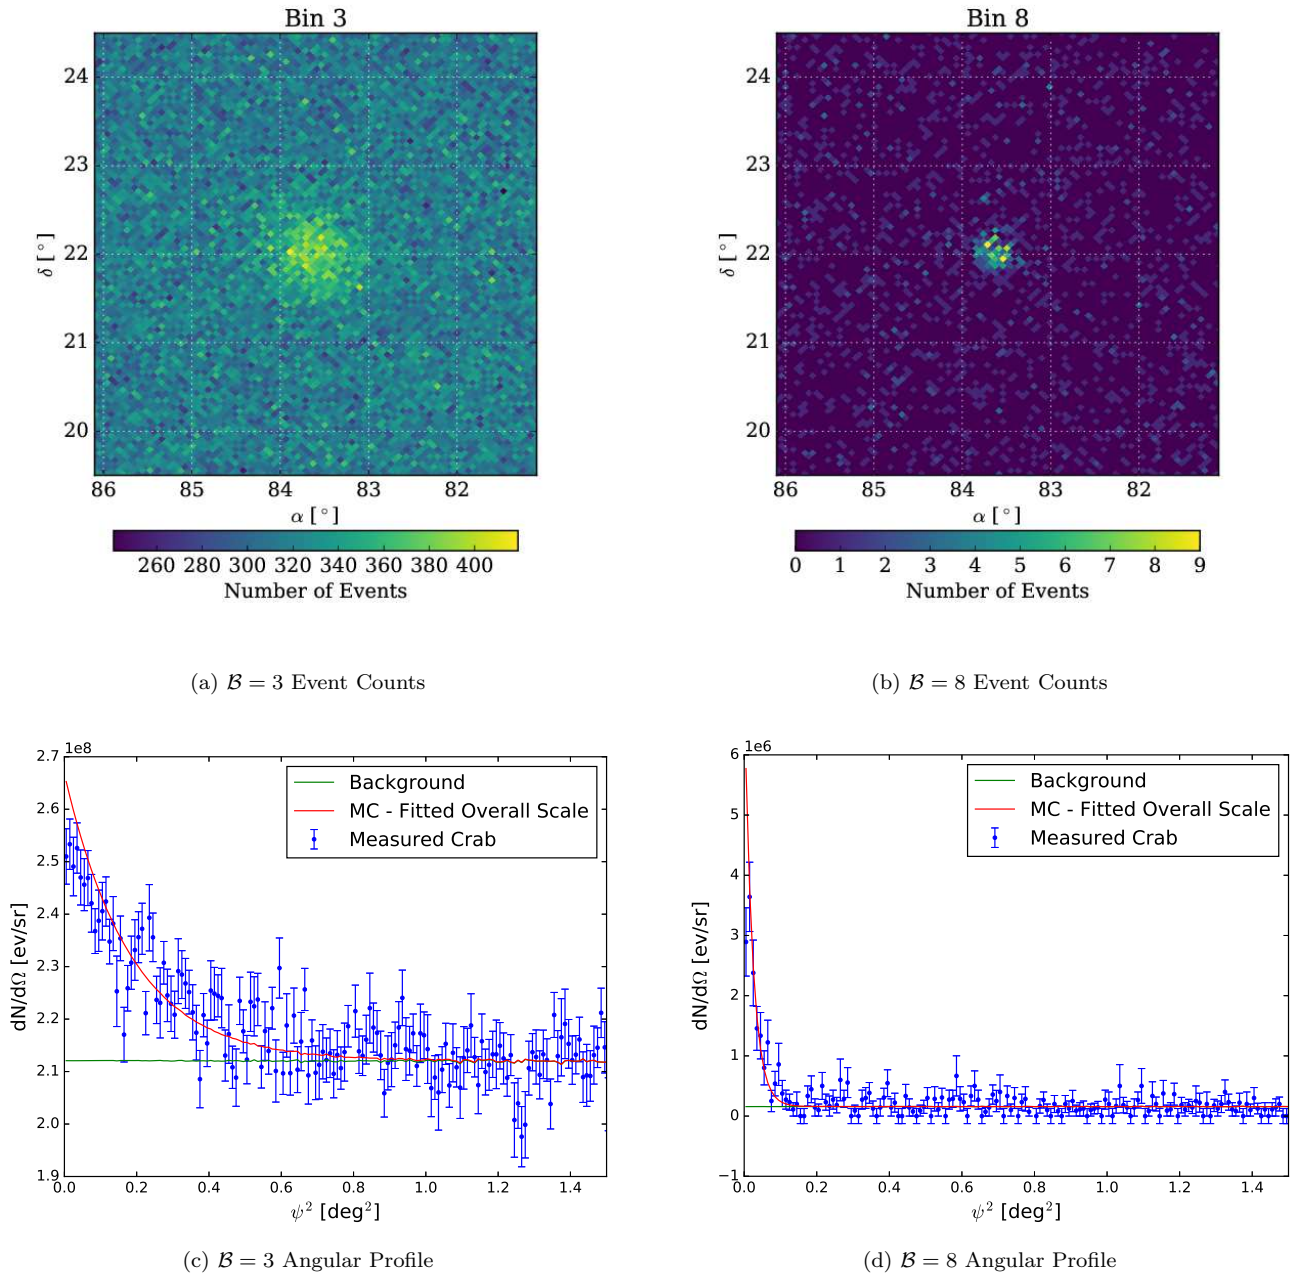 Bin 3
24
23
22
21
20
δ [°]
86 85 84 83 82
α [°]
260 280 300 320 340 360 380 400
Number of Events
(a) ℬ = 3 Event Counts
Bin 8
24
23
22
21
20
δ [°]
86 85 84 83 82
α [°]
0 1 2 3 4 5 6 7 8 9
Number of Events
(b) ℬ = 8 Event Counts
1e8
2.7
2.6
2.5
2.4
2.3
2.2
2.1
2.0
1.9
dN/dΩ [ev/sr]
Background
MC - Fitted Overall Scale
Measured Crab
0.0 0.2 0.4 0.6 0.8 1.0 1.2 1.4
ψ² [deg²]
(c) ℬ = 3 Angular Profile
1e6
6
5
4
3
2
1
0
−1
dN/dΩ [ev/sr]
Background
MC - Fitted Overall Scale
Measured Crab
0.0 0.2 0.4 0.6 0.8 1.0 1.2 1.4
ψ² [deg²]
(d) ℬ = 8 Angular Profile